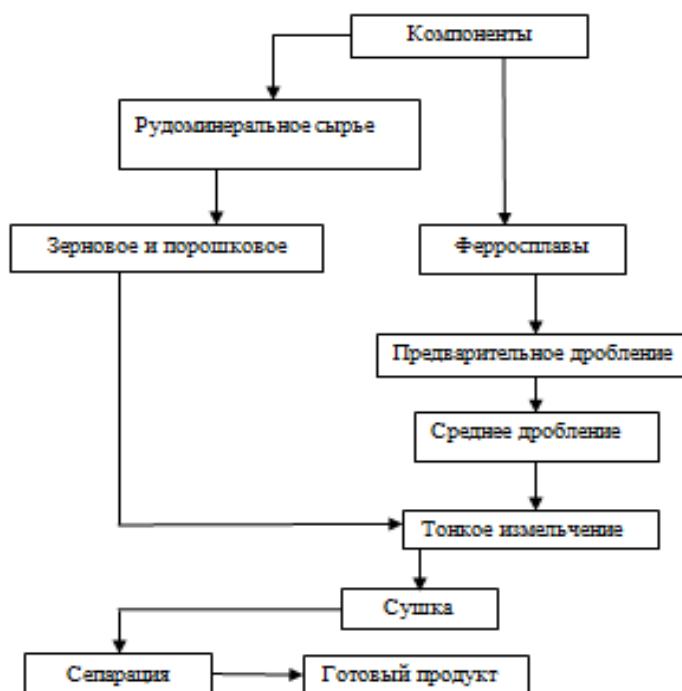 Компоненты
Рудоминеральное сырье
Зерновое и порошковое
Ферросплавы
Предварительное дробление
Среднее дробление
Тонкое измельчение
Сушка
Сепарация
Готовый продукт